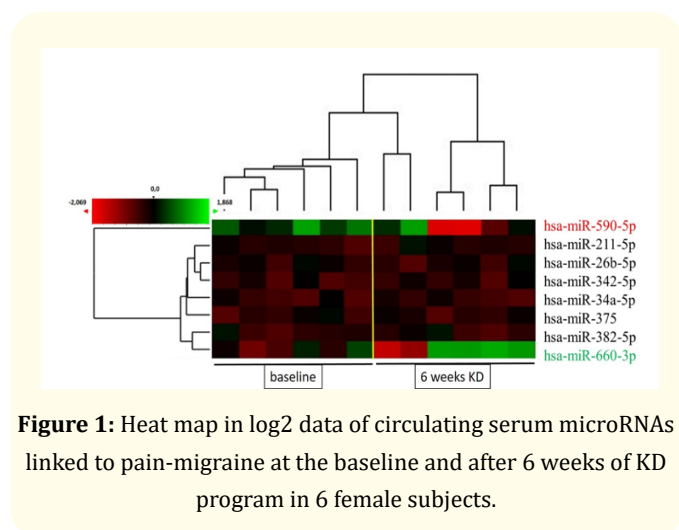 -2,069
0,0
1,868
hsa-miR-590-5p
hsa-miR-211-5p
hsa-miR-26b-5p
hsa-miR-342-5p
hsa-miR-34a-5p
hsa-miR-375
hsa-miR-382-5p
hsa-miR-660-3p
baseline
6 weeks KD
Figure 1: Heat map in log2 data of circulating serum microRNAs
linked to pain-migraine at the baseline and after 6 weeks of KD
program in 6 female subjects.